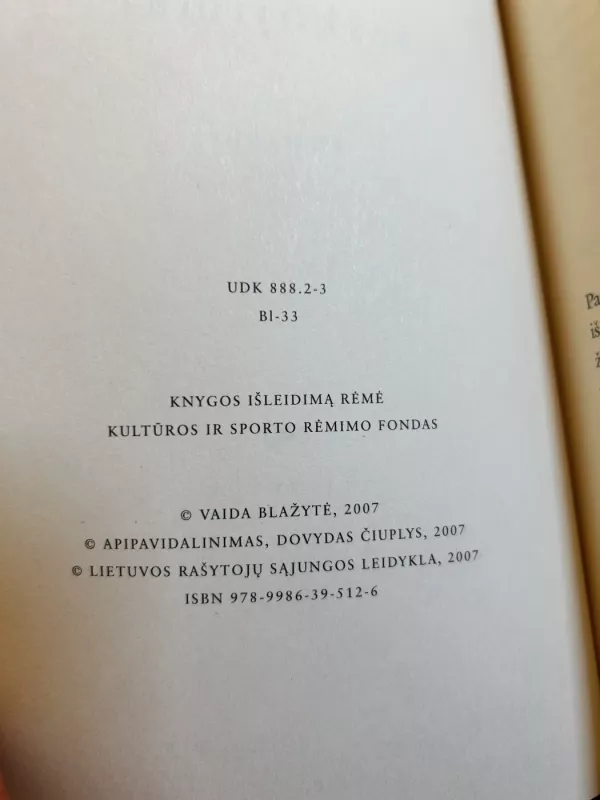 UDK 888.2-3
Bl-33
KNYGOS IŠLEIDIMĄ RĖMĖ
KULTŪROS IR SPORTO RĖMIMO FONDAS
© VAIDA BLAŽYTĖ, 2007
© APIPAVIDALINIMAS, DOVYDAS ČIUPLYS, 2007
© LIETUVOS RAŠYTOJŲ SĄJUNGOS LEIDYKLA, 2007
ISBN 978-9986-39-512-6